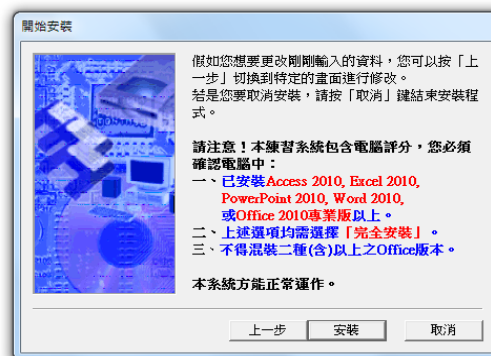 開始安裝
假如您想要更改剛剛輸入的資料，您可以按「上
一步」切換到特定的畫面進行修改。
若是您要取消安裝，請按「取消」鍵結束安裝程
式。
請注意！本練習系統包含電腦評分，您必須
確認電腦中：
一、已安裝Access 2010, Excel 2010,
PowerPoint 2010, Word 2010,
或Office 2010專業版以上。
二、上述選項均需選擇「完全安裝」。
三、不得混裝二種(含)以上之Office版本。
本系統方能正常運作。
上一步 安裝 取消